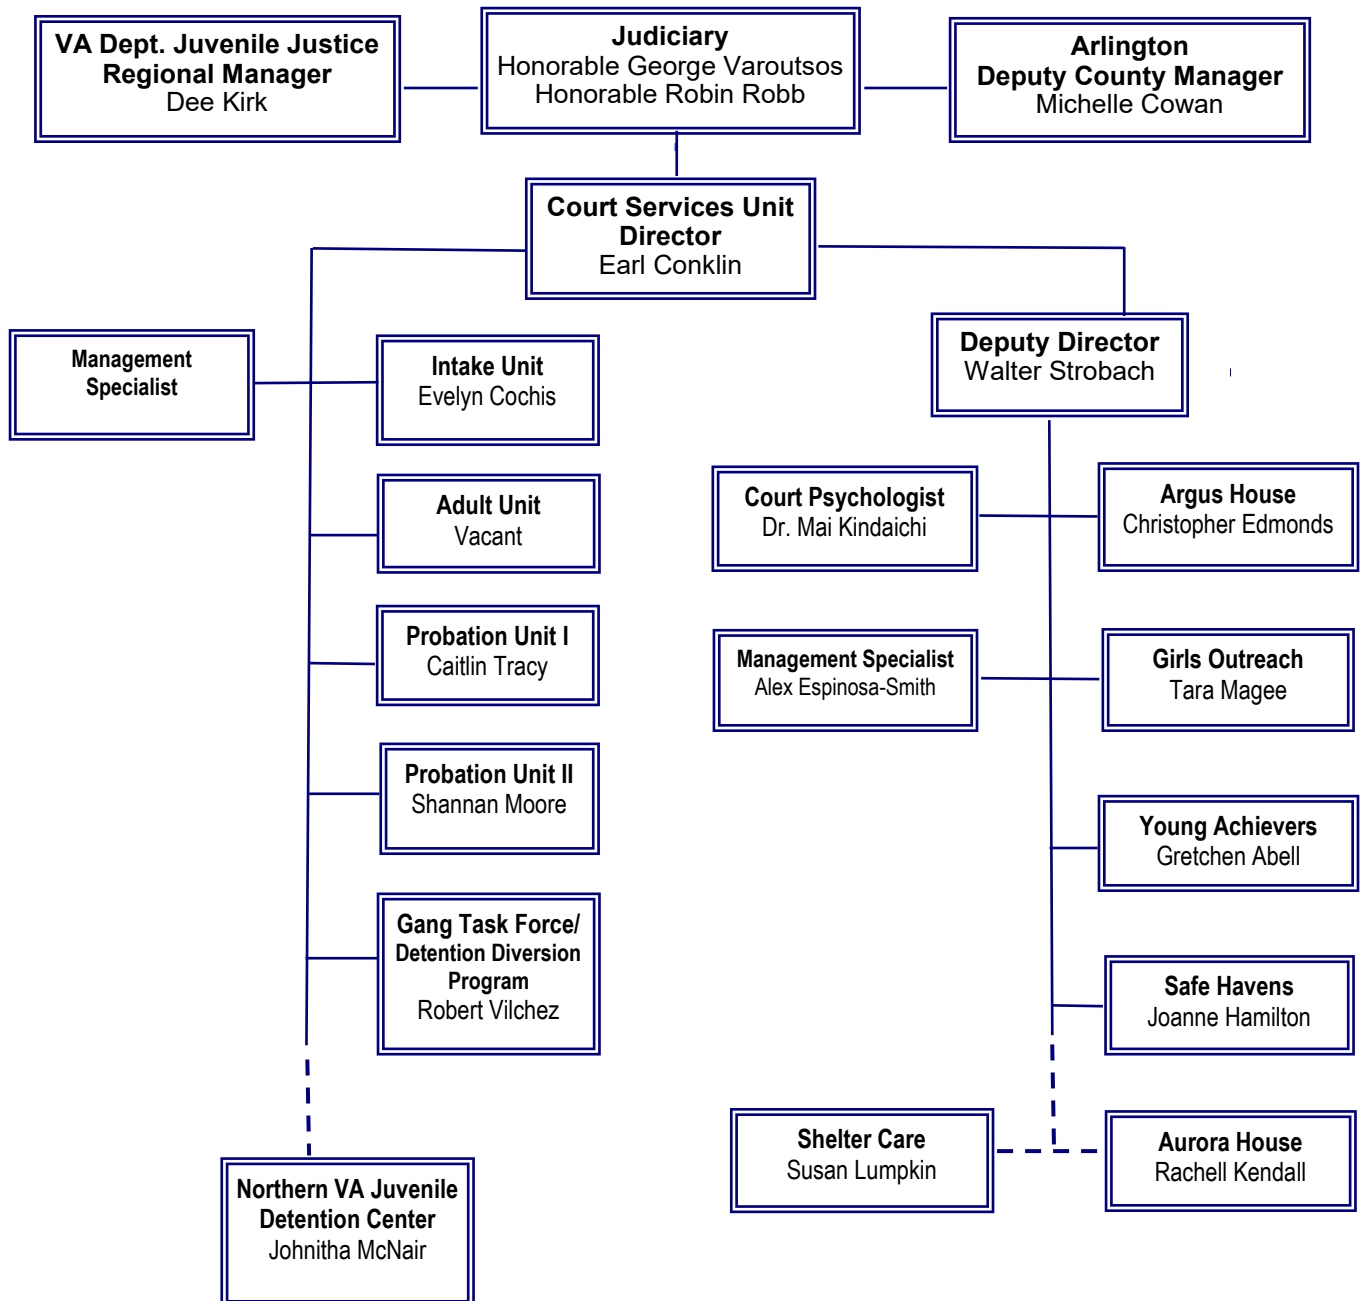 VA Dept. Juvenile Justice
Regional Manager
Dee Kirk
Judiciary
Honorable George Varoutsos
Honorable Robin Robb
Arlington
Deputy County Manager
Michelle Cowan
Court Services Unit
Director
Earl Conklin
Management
Specialist
Intake Unit
Evelyn Cochis
Adult Unit
Vacant
Probation Unit I
Caitlin Tracy
Probation Unit II
Shannan Moore
Gang Task Force/
Detention Diversion
Program
Robert Vilchez
Northern VA Juvenile
Detention Center
Johnitha McNair
Deputy Director
Walter Strobach
Court Psychologist
Dr. Mai Kindaichi
Argus House
Christopher Edmonds
Management Specialist
Alex Espinosa-Smith
Girls Outreach
Tara Magee
Young Achievers
Gretchen Abell
Safe Havens
Joanne Hamilton
Shelter Care
Susan Lumpkin
Aurora House
Rachell Kendall